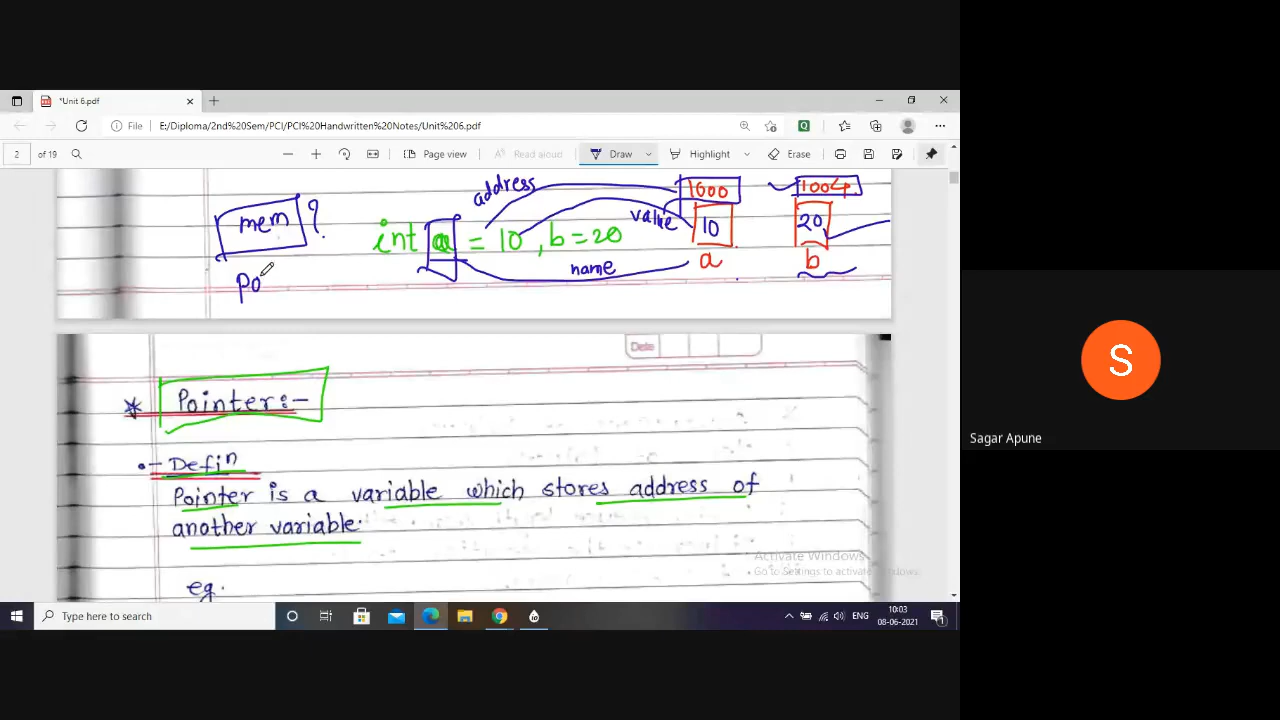 *Unit 6.pdf
File E:/Diploma/2nd%20Sem/PCI/PCI%20Handwritten%20Notes/Unit%206.pdf
2 of 19 Page view Read aloud Draw Highlight Erase
address 1000 1004
mem ? int a = 10 , b = 20 value 10 20
name a b
Po
Date
* Pointer:-
•- Defin
Pointer is a variable which stores address of
another variable.
eg.
Activate Windows
Go to Settings to activate Windows.
Type here to search
ENG 10:03
08-06-2021
S
Sagar Apune